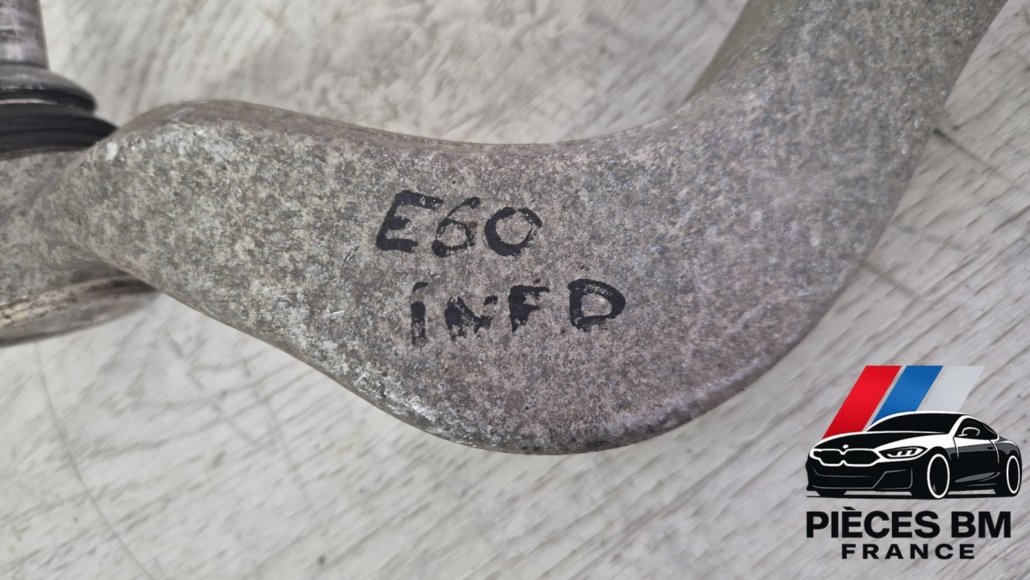 E60
iNFD
PIÈCES BM
FRANCE